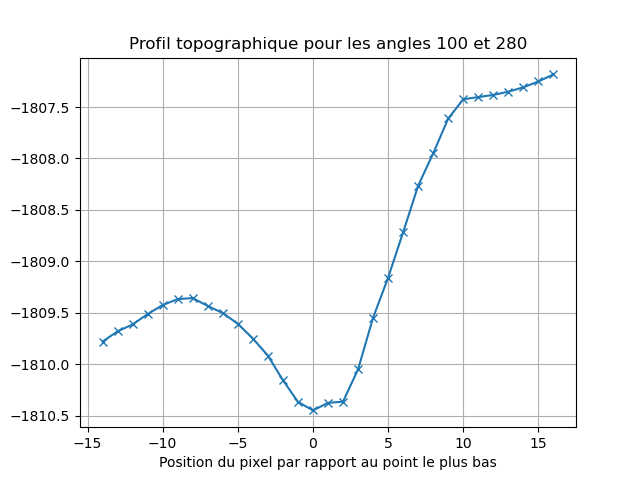 Profil topographique pour les angles 100 et 280
−1807.5
−1808.0
−1808.5
−1809.0
−1809.5
−1810.0
−1810.5
−15 −10 −5 0 5 10 15
Position du pixel par rapport au point le plus bas